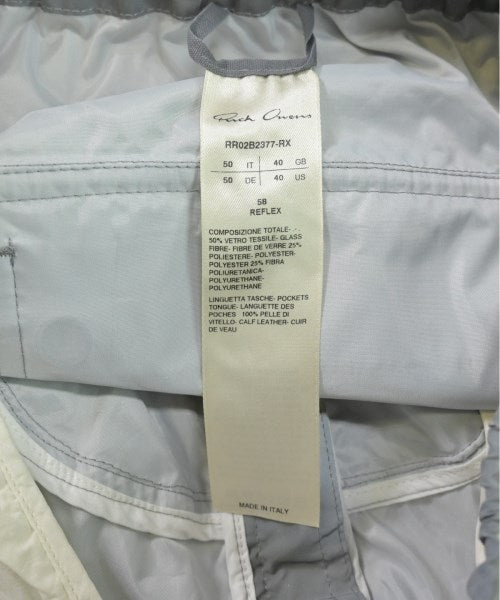 Rick Owens
RR02B2377-RX
50 IT 40 GB
50 DE 40 US
58
REFLEX
COMPOSIZIONE TOTALE- -
50% VETRO TESSILE- GLASS
FIBRE- FIBRE DE VERRE 25%
POLIESTERE- POLYESTER-
POLYESTER 25% FIBRA
POLIURETANICA-
POLYURETHANE-
POLYURETHANE
LINGUETTA TASCHE- POCKETS
TONGUE- LANGUETTE DES
POCHES 100% PELLE DI
VITELLO- CALF LEATHER- CUIR
DE VEAU
MADE IN ITALY